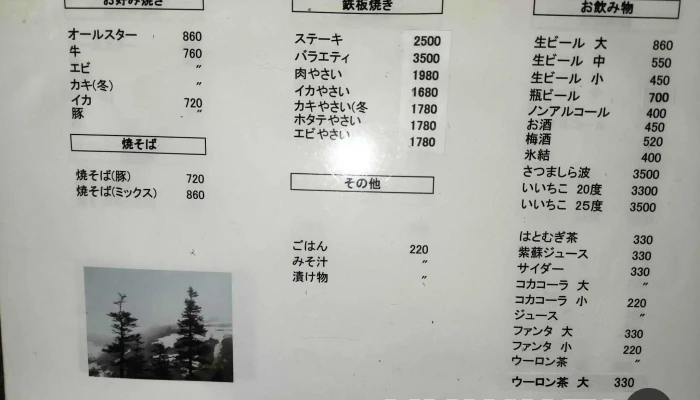 お好み焼き
オールスター 860
牛 760
エビ 〃
カキ(冬) 〃
イカ 720
豚 〃
焼そば
焼そば(豚) 720
焼そば(ミックス) 860
鉄板焼き
ステーキ 2500
バラエティ 3500
肉やさい 1980
イカやさい 1680
カキやさい(冬 1780
ホタテやさい 1780
エビやさい 1780
その他
ごはん 220
みそ汁 〃
漬け物 〃
お飲み物
生ビール 大 860
生ビール 中 550
生ビール 小 450
瓶ビール 700
ノンアルコール 400
お酒 450
梅酒 520
氷結 400
さつましら波 3500
いいちこ 20度 3300
いいちこ 25度 3500
はとむぎ茶 330
紫蘇ジュース 330
サイダー 330
コカコーラ 大 〃
コカコーラ 小 220
ジュース 〃
ファンタ 大 330
ファンタ 小 220
ウーロン茶 〃
ウーロン茶 大 330